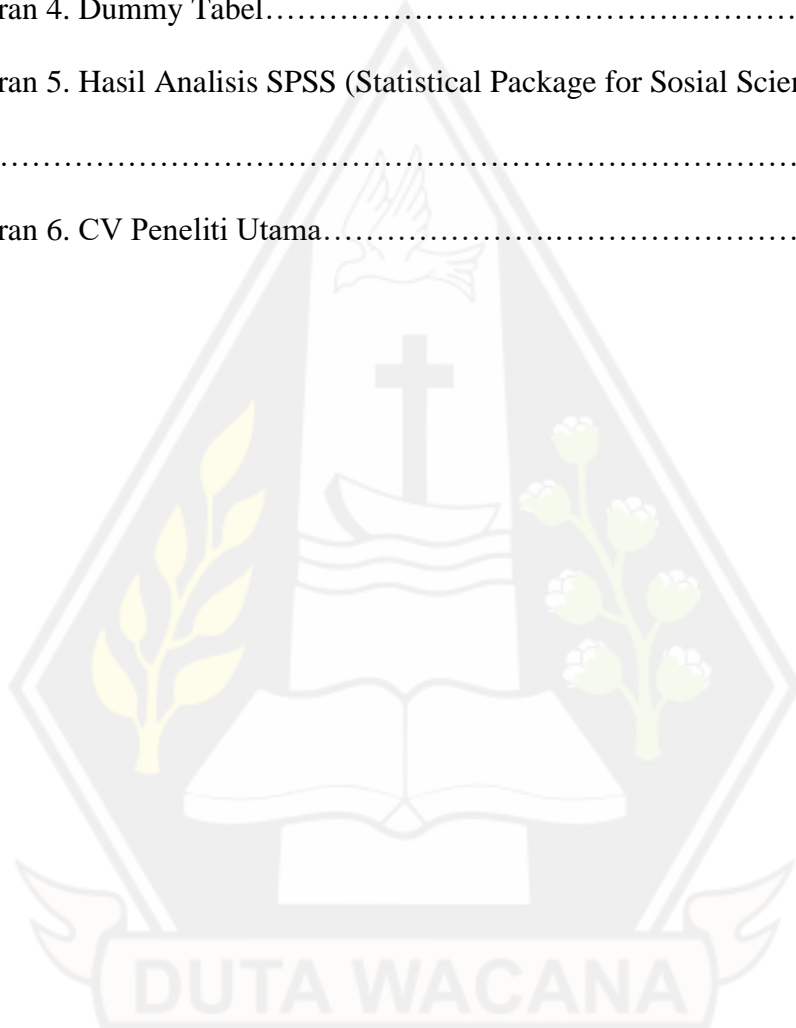 ran 4. Dummy Tabel……………………………………………………
ran 5. Hasil Analisis SPSS (Statistical Package for Sosial Scien
…………………………………………………………………………
ran 6. CV Peneliti Utama………………….……………………………
DUTA WACANA